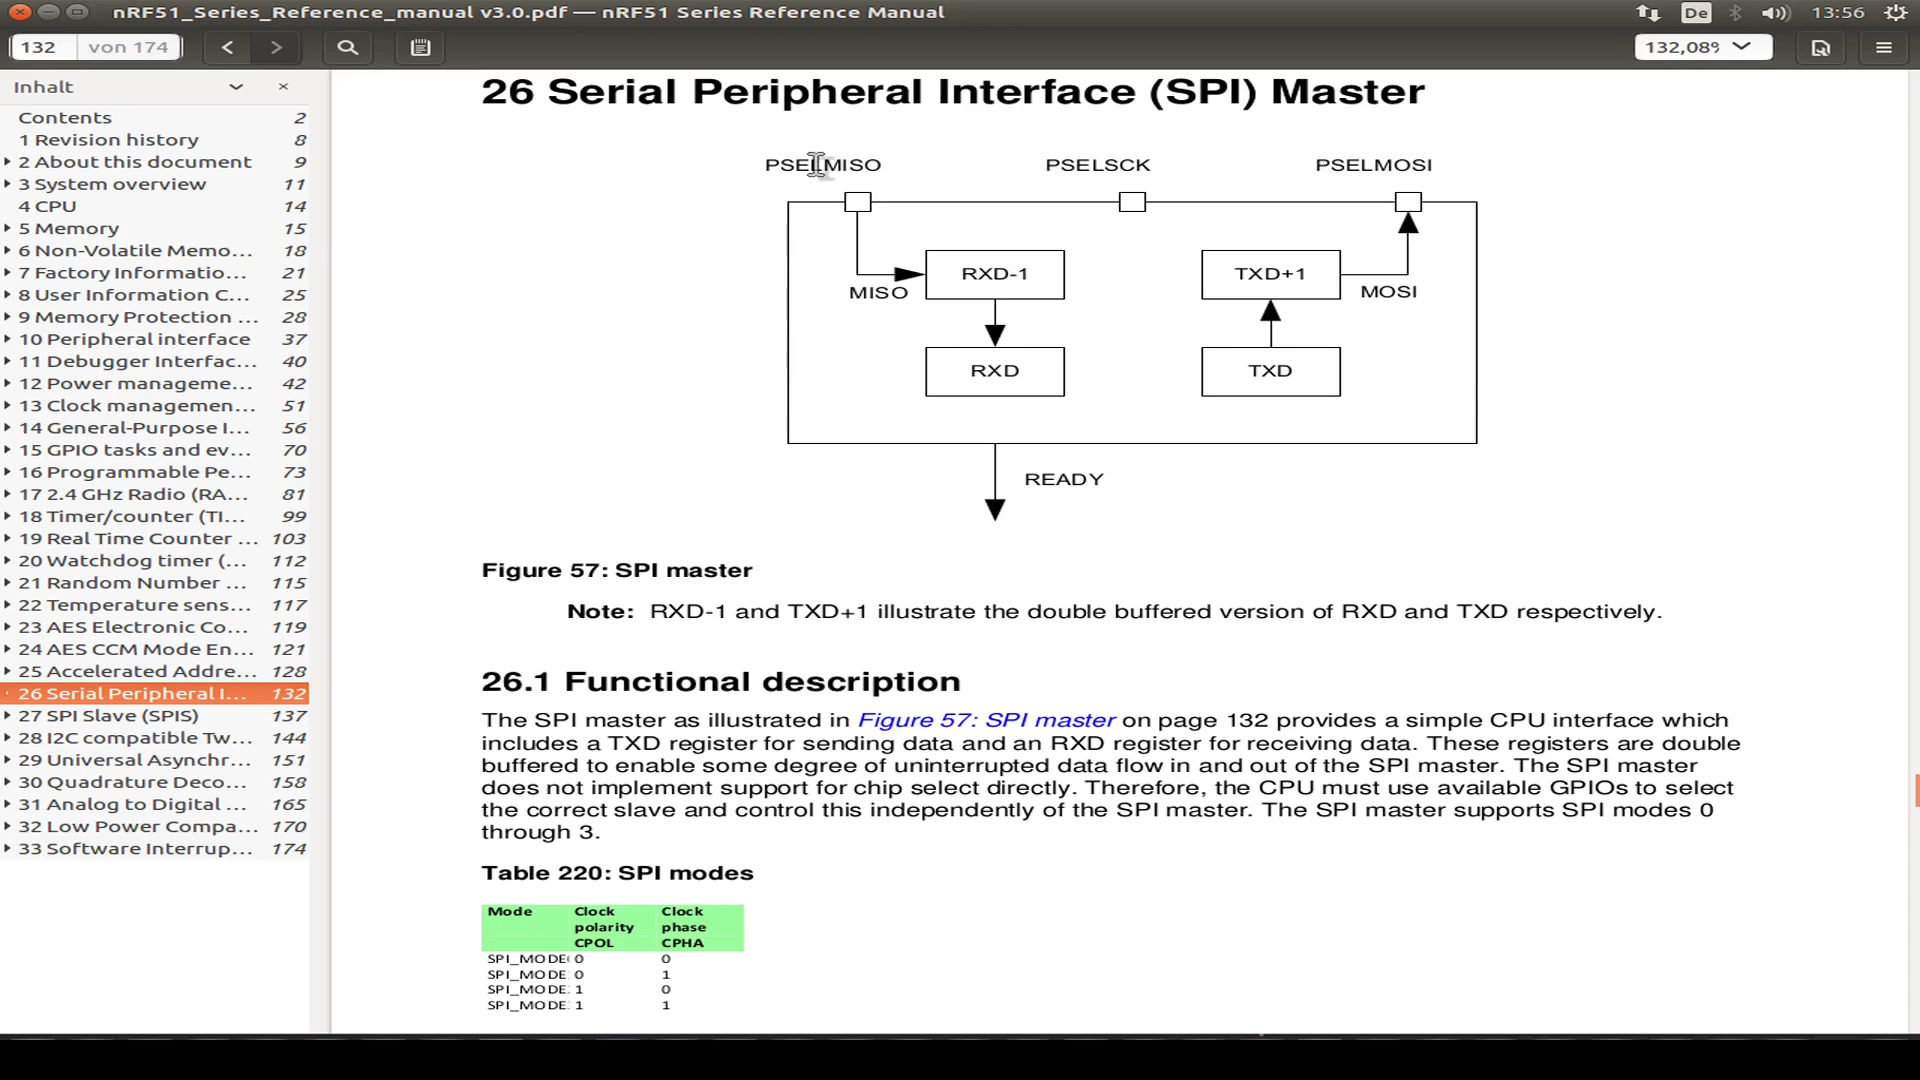 nRF51_Series_Reference_manual v3.0.pdf — nRF51 Series Reference Manual
De
13:56
132
von 174
132,08%
Inhalt
Contents 2
1 Revision history 8
2 About this document 9
3 System overview 11
4 CPU 14
5 Memory 15
6 Non-Volatile Memo... 18
7 Factory Informatio... 21
8 User Information C... 25
9 Memory Protection ... 28
10 Peripheral interface 37
11 Debugger Interfac... 40
12 Power manageme... 42
13 Clock managemen... 51
14 General-Purpose I... 56
15 GPIO tasks and ev... 70
16 Programmable Pe... 73
17 2.4 GHz Radio (RA... 81
18 Timer/counter (TI... 99
19 Real Time Counter ... 103
20 Watchdog timer (... 112
21 Random Number ... 115
22 Temperature sens... 117
23 AES Electronic Co... 119
24 AES CCM Mode En... 121
25 Accelerated Addre... 128
26 Serial Peripheral I... 132
27 SPI Slave (SPIS) 137
28 I2C compatible Tw... 144
29 Universal Asynchr... 151
30 Quadrature Deco... 158
31 Analog to Digital ... 165
32 Low Power Compa... 170
33 Software Interrup... 174
26 Serial Peripheral Interface (SPI) Master
PSELMISO PSELSCK PSELMOSI
RXD-1 TXD+1
MISO MOSI
RXD TXD
READY
Figure 57: SPI master
Note: RXD-1 and TXD+1 illustrate the double buffered version of RXD and TXD respectively.
26.1 Functional description
The SPI master as illustrated in Figure 57: SPI master on page 132 provides a simple CPU interface which
includes a TXD register for sending data and an RXD register for receiving data. These registers are double
buffered to enable some degree of uninterrupted data flow in and out of the SPI master. The SPI master
does not implement support for chip select directly. Therefore, the CPU must use available GPIOs to select
the correct slave and control this independently of the SPI master. The SPI master supports SPI modes 0
through 3.
Table 220: SPI modes
Mode Clock Clock
polarity phase
CPOL CPHA
SPI_MODE 0 0
SPI_MODE 0 1
SPI_MODE 1 0
SPI_MODE 1 1